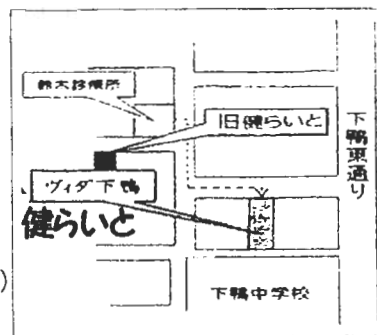 鈴木診療所
旧健らいと
下鴨東通り
ヴィダ下鴨
健らいと
)
下鴨中学校